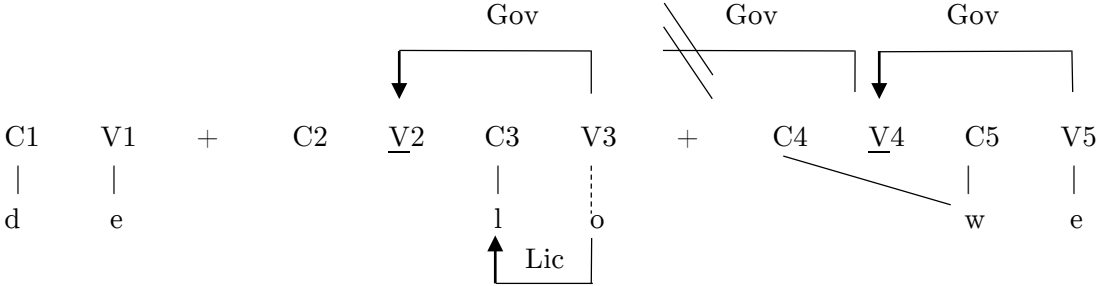 Gov Gov Gov
C1 V1 + C2 V2 C3 V3 + C4 V4 C5 V5
d e l o w e
Lic